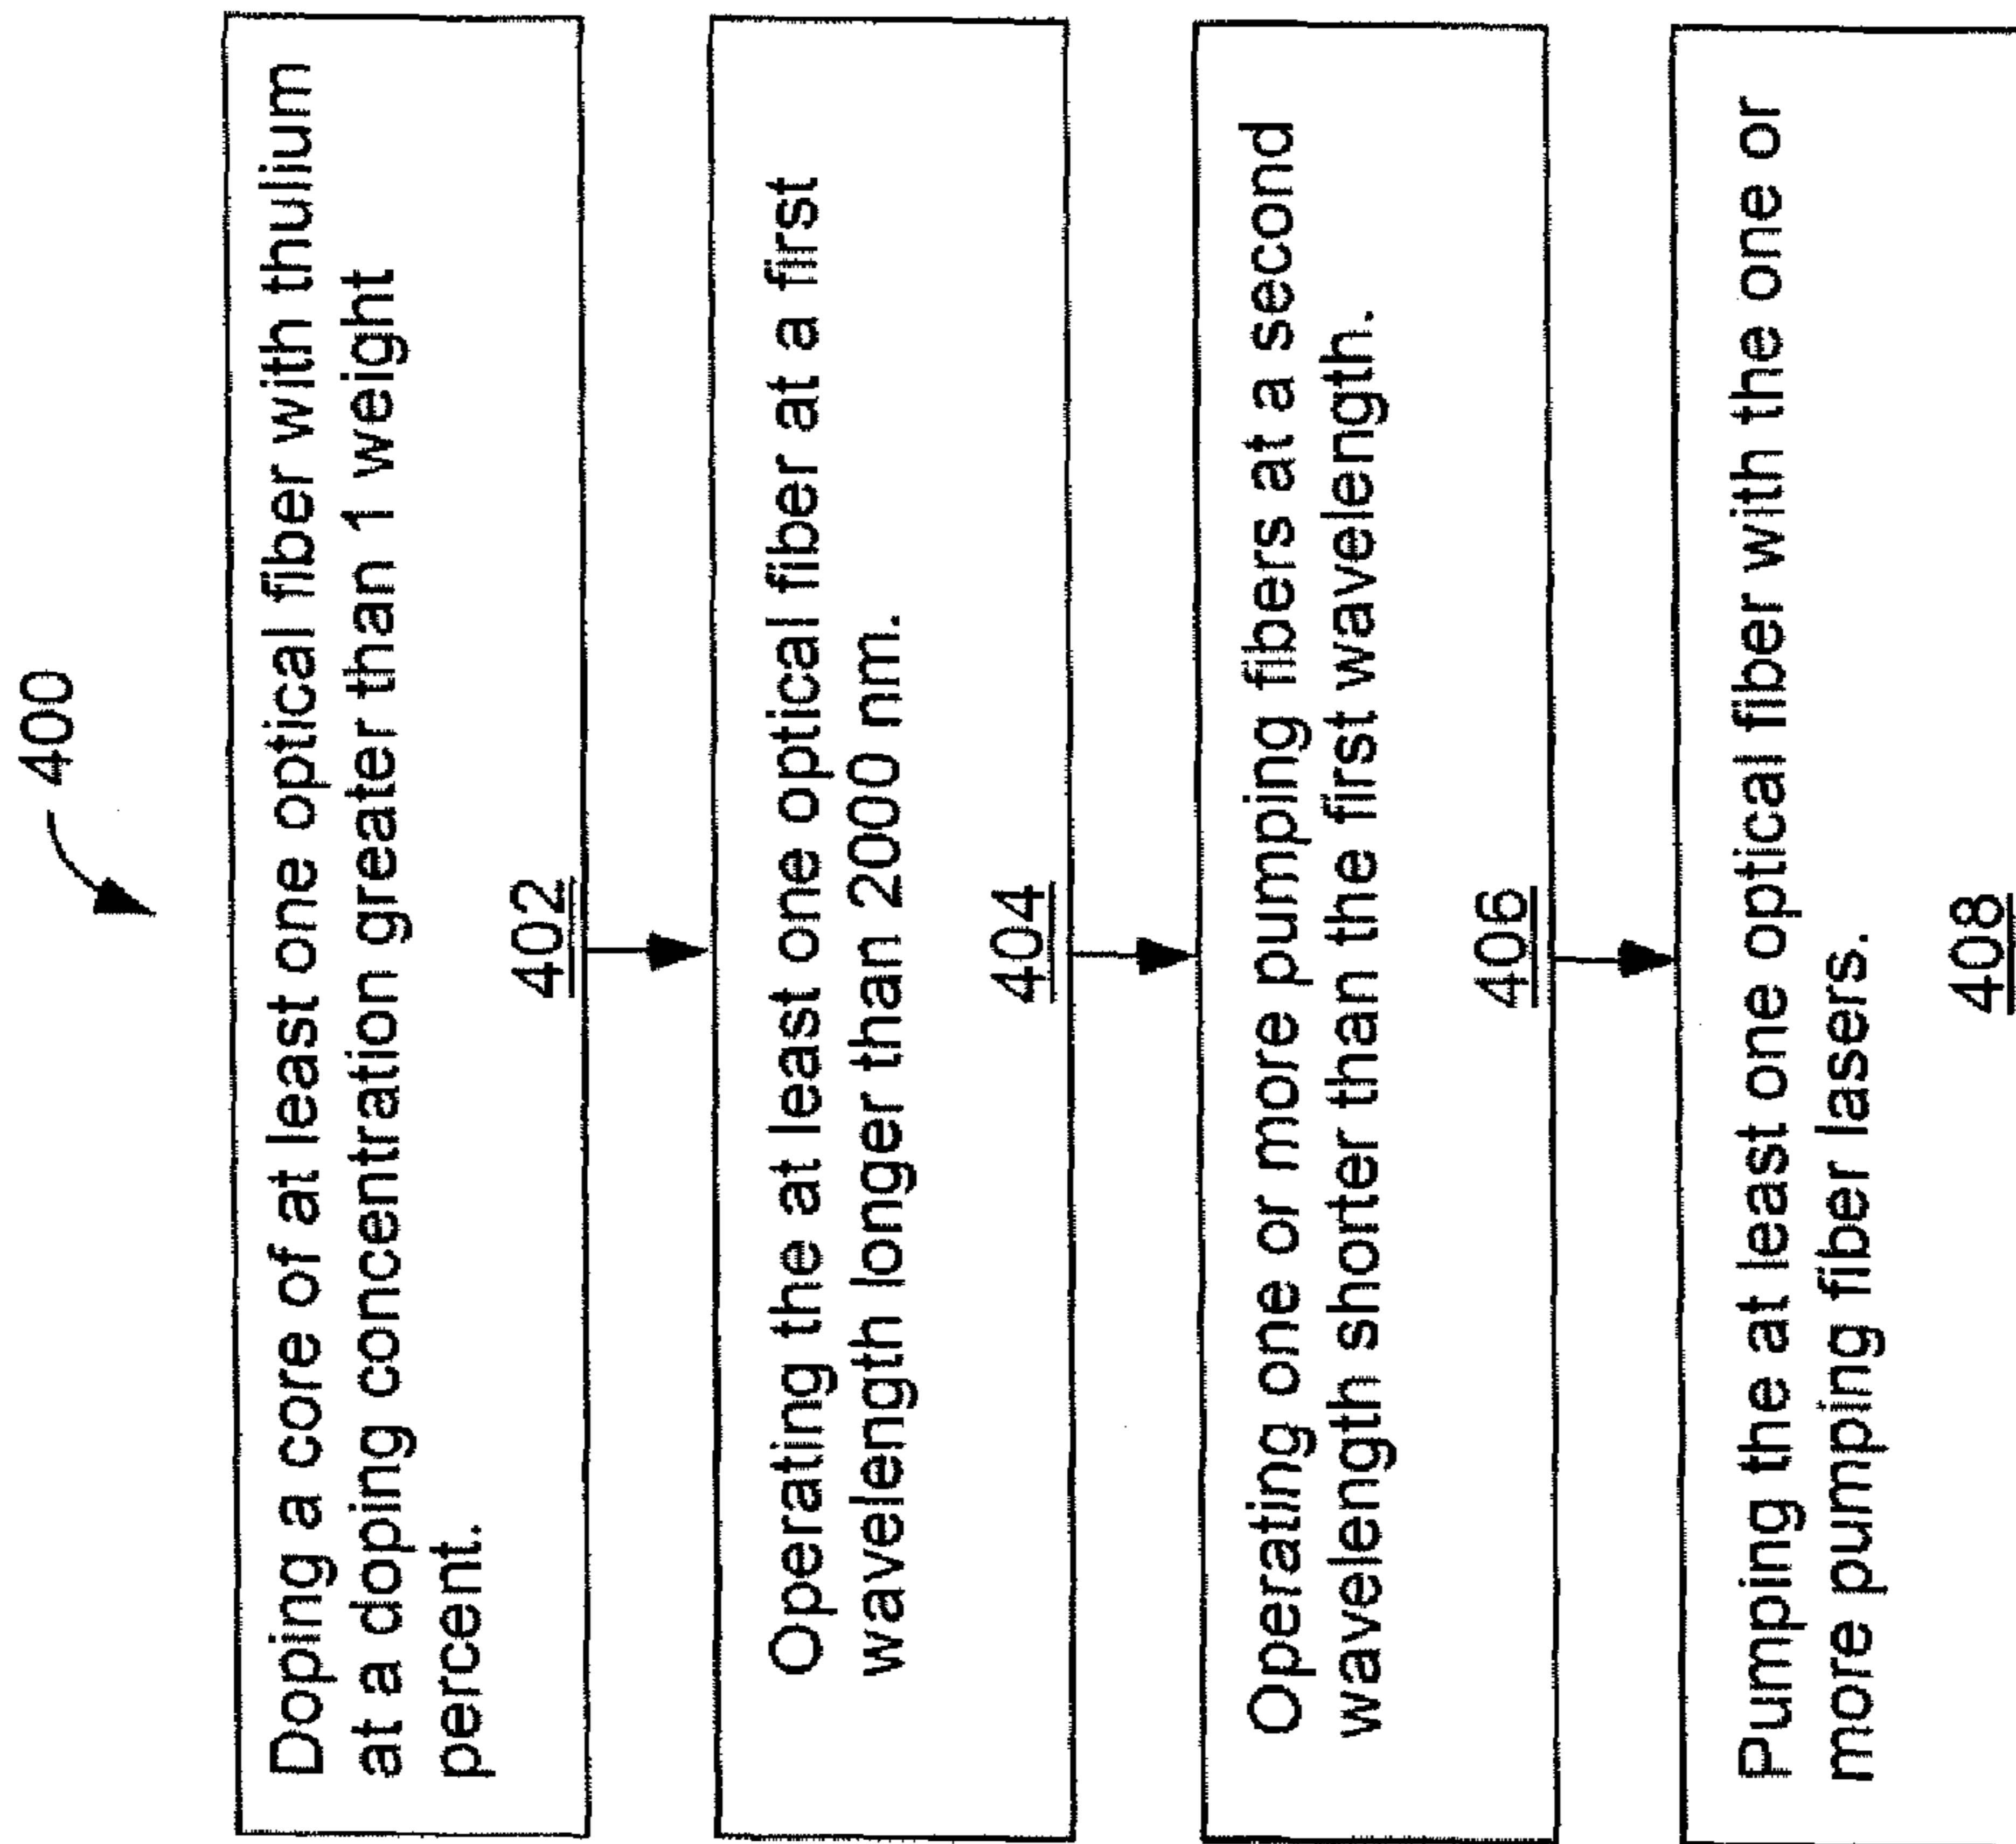 400
Doping a core of at least one optical fiber with thulium
at a doping concentration greater than 1 weight
percent.
402
Operating the at least one optical fiber at a first
wavelength longer than 2000 nm.
404
Operating one or more pumping fibers at a second
wavelength shorter than the first wavelength.
406
Pumping the at least one optical fiber with the one or
more pumping fiber lasers.
408